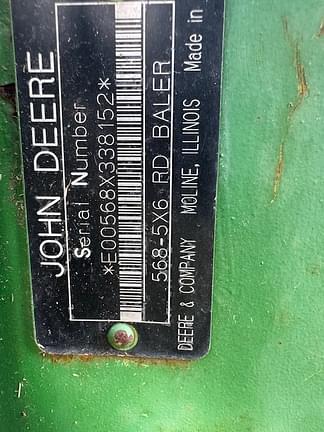 JOHN DEERE
Serial Number
*E00568X338152*
568-5X6 RD BALER
DEERE & COMPANY MOLINE, ILLINOIS Made in